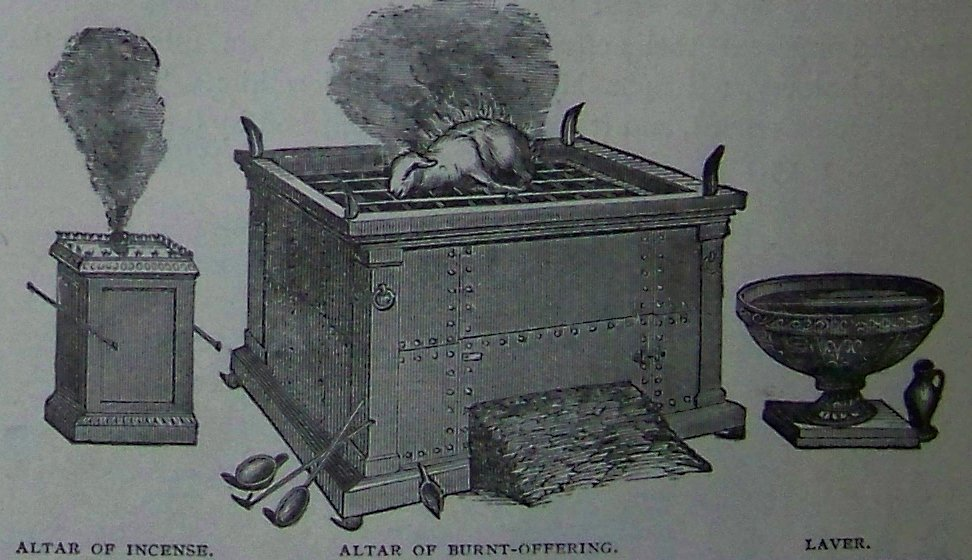 ALTAR OF INCENSE.
ALTAR OF BURNT-OFFERING.
LAVER.